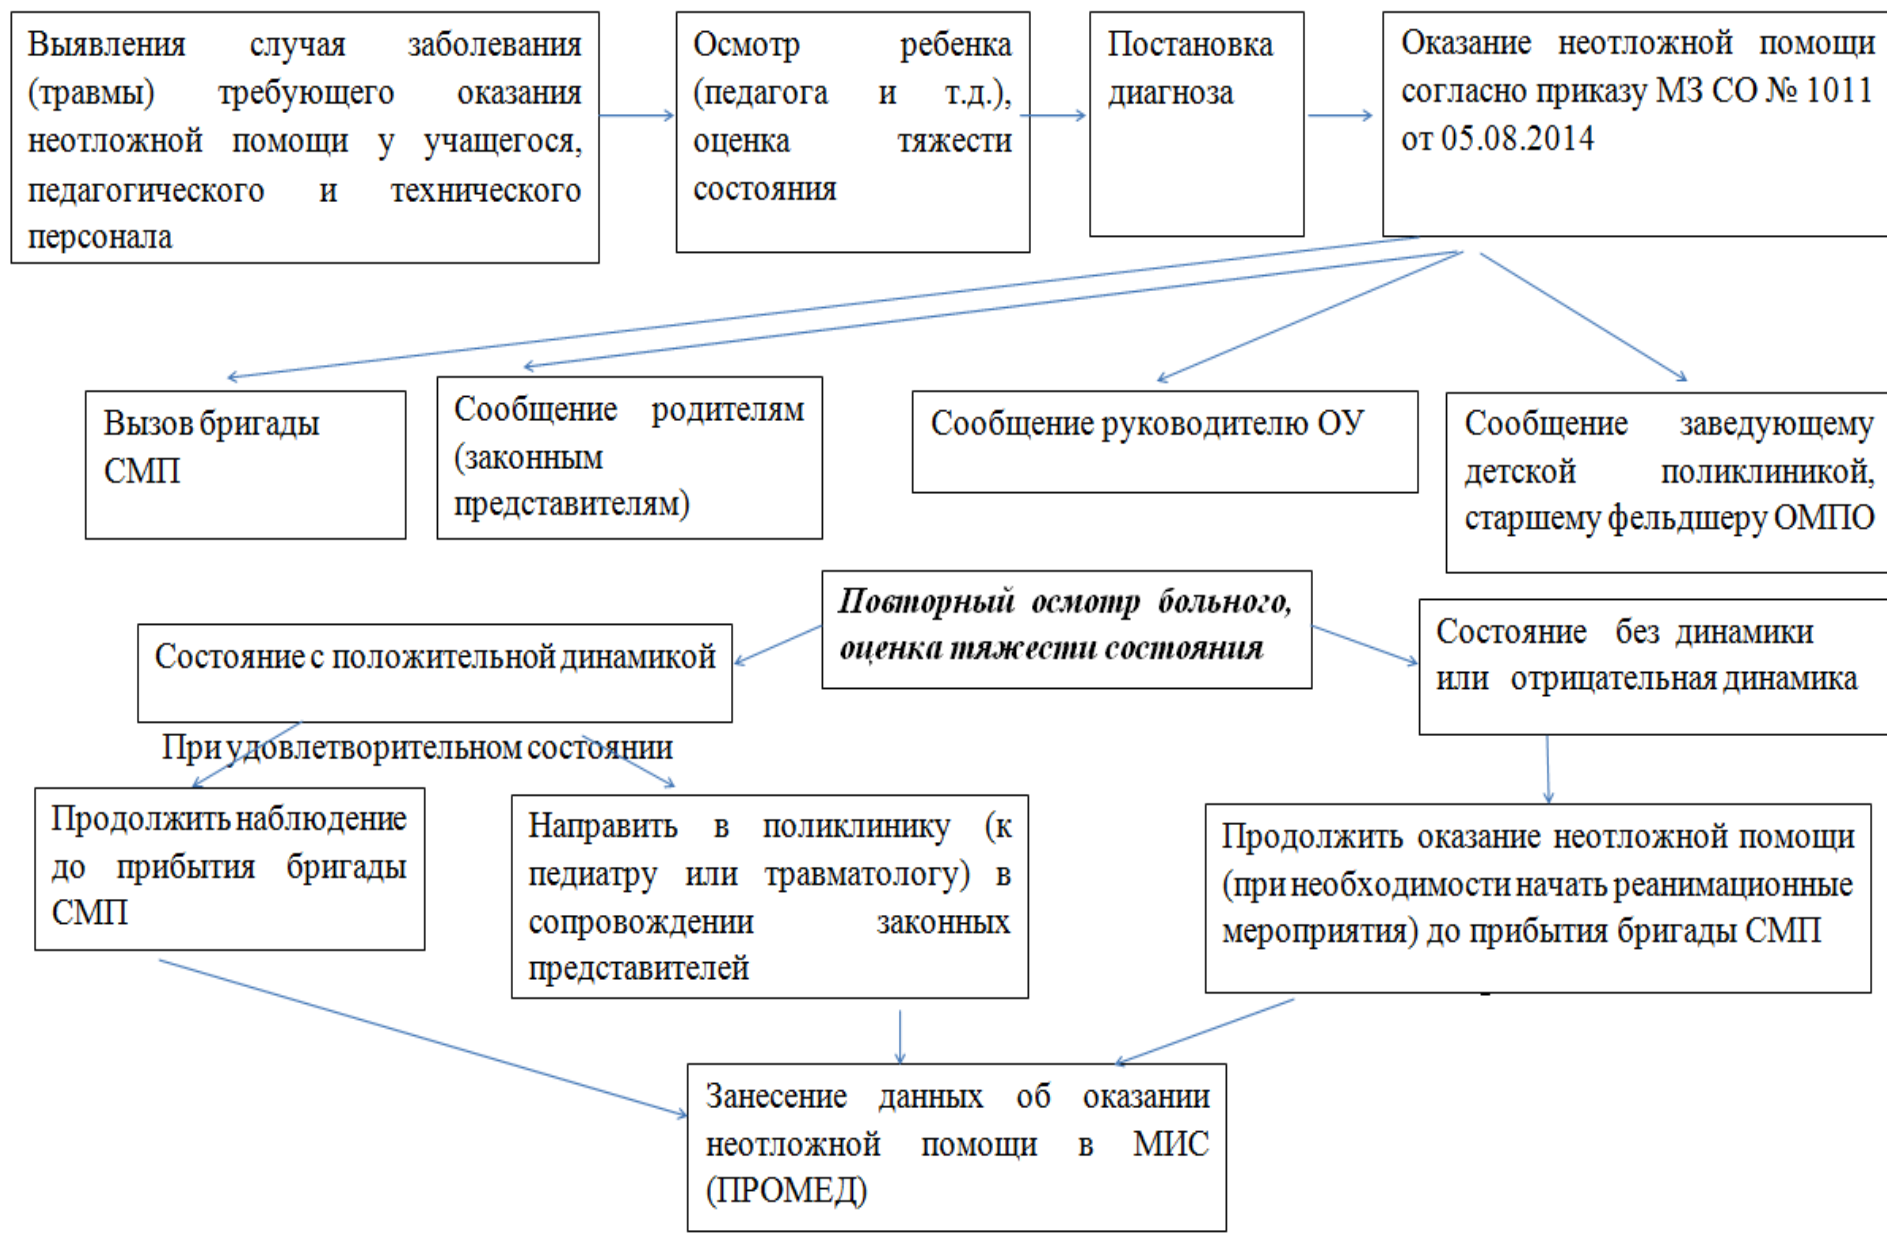 Выявления случая заболевания
(травмы) требующего оказания
неотложной помощи у учащегося,
педагогического и технического
персонала
Осмотр ребенка
(педагога и т.д.),
оценка тяжести
состояния
Постановка
диагноза
Оказание неотложной помощи
согласно приказу МЗ СО № 1011
от 05.08.2014
Вызов бригады
СМП
Сообщение родителям
(законным
представителям)
Сообщение руководителю ОУ
Сообщение заведующему
детской поликлиникой,
старшему фельдшеру ОМПО
Повторный осмотр больного,
оценка тяжести состояния
Состояние с положительной динамикой
Состояние без динамики
или отрицательная динамика
При удовлетворительном состоянии
Продолжить наблюдение
до прибытия бригады
СМП
Направить в поликлинику (к
педиатру или травматологу) в
сопровождении законных
представителей
Продолжить оказание неотложной помощи
(при необходимости начать реанимационные
мероприятия) до прибытия бригады СМП
Занесение данных об оказании
неотложной помощи в МИС
(ПРОМЕД)